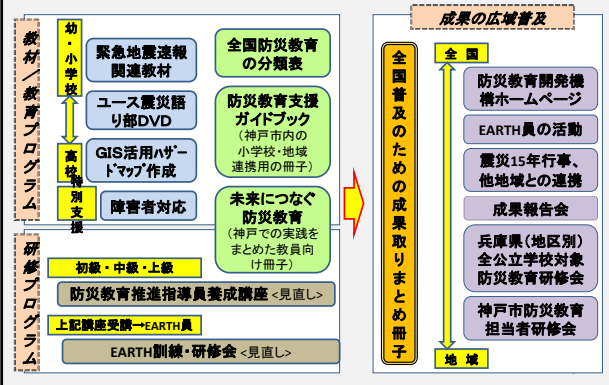 教材／教育プログラム
幼・小学校
高校
特別支援
緊急地震速報
関連教材
ユース震災語
り部DVD
GIS活用ﾊｻﾞｰ
ﾄﾞﾏｯﾌﾟ作成
障害者対応
全国防災教育
の分類表
防災教育支援
ガイドブック
（神戸市内の
小学校・地域
連携用の冊子）
未来につなぐ
防災教育
（神戸での実践を
まとめた教員向
け冊子）
研修プログラム
初級・中級・上級
防災教育推進指導員養成講座 <見直し>
上記講座受講→EARTH員
EARTH訓練・研修会 <見直し>
成果の広域普及
全国普及のための成果取りまとめ冊子
全 国
地 域
防災教育開発機
構ホームページ
EARTH員の活動
震災15年行事、
他地域との連携
成果報告会
兵庫県（地区別）
全公立学校対象
防災教育研修会
神戸市防災教育
担当者研修会